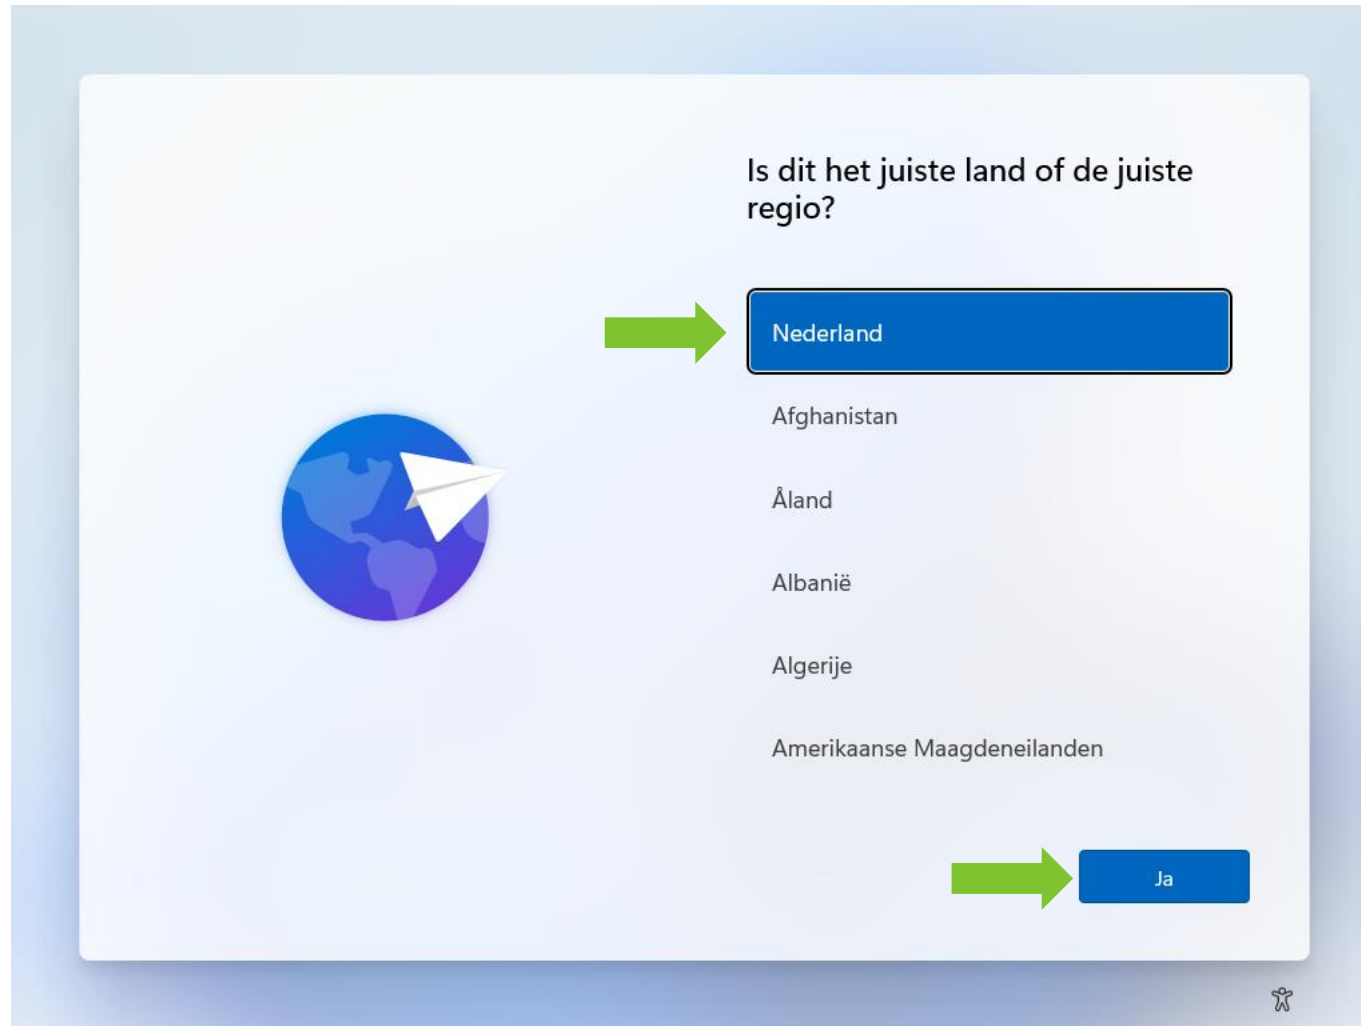 Is dit het juiste land of de juiste
regio?
Nederland
Afghanistan
Åland
Albanië
Algerije
Amerikaanse Maagdeneilanden
Ja